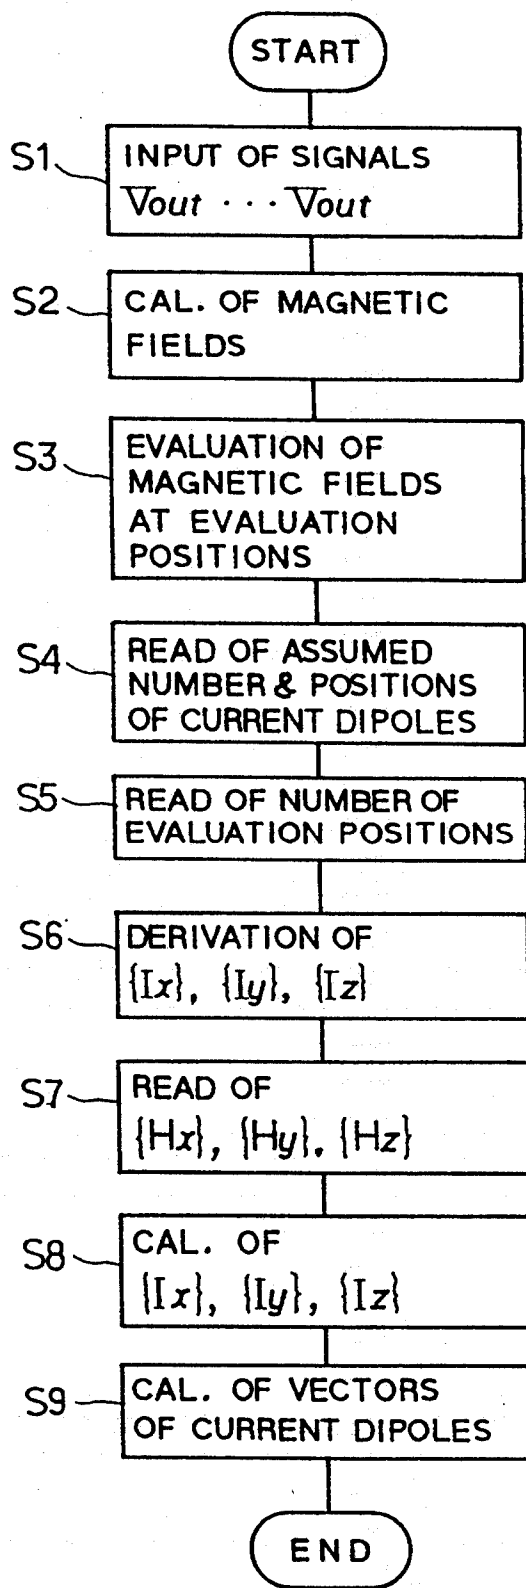 START
S1
INPUT OF SIGNALS
Vout ··· Vout
S2
CAL. OF MAGNETIC
FIELDS
S3
EVALUATION OF
MAGNETIC FIELDS
AT EVALUATION
POSITIONS
S4
READ OF ASSUMED
NUMBER & POSITIONS
OF CURRENT DIPOLES
S5
READ OF NUMBER OF
EVALUATION POSITIONS
S6
DERIVATION OF
{Ix}, {Iy}, {Iz}
S7
READ OF
{Hx}, {Hy}, {Hz}
S8
CAL. OF
{Ix}, {Iy}, {Iz}
S9
CAL. OF VECTORS
OF CURRENT DIPOLES
END